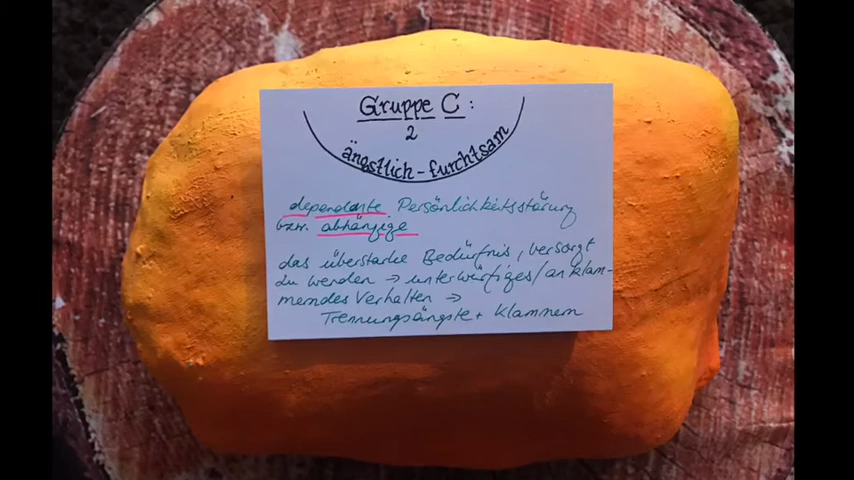 Gruppe C:
2
ängstlich-furchtsam
dependante Persönlichkeitsstörung
bzw. abhängige
das überstarke Bedürfnis, versorgt
zu werden → unterwürfiges/anklam-
merndes Verhalten →
Trennungsängste + Klammern